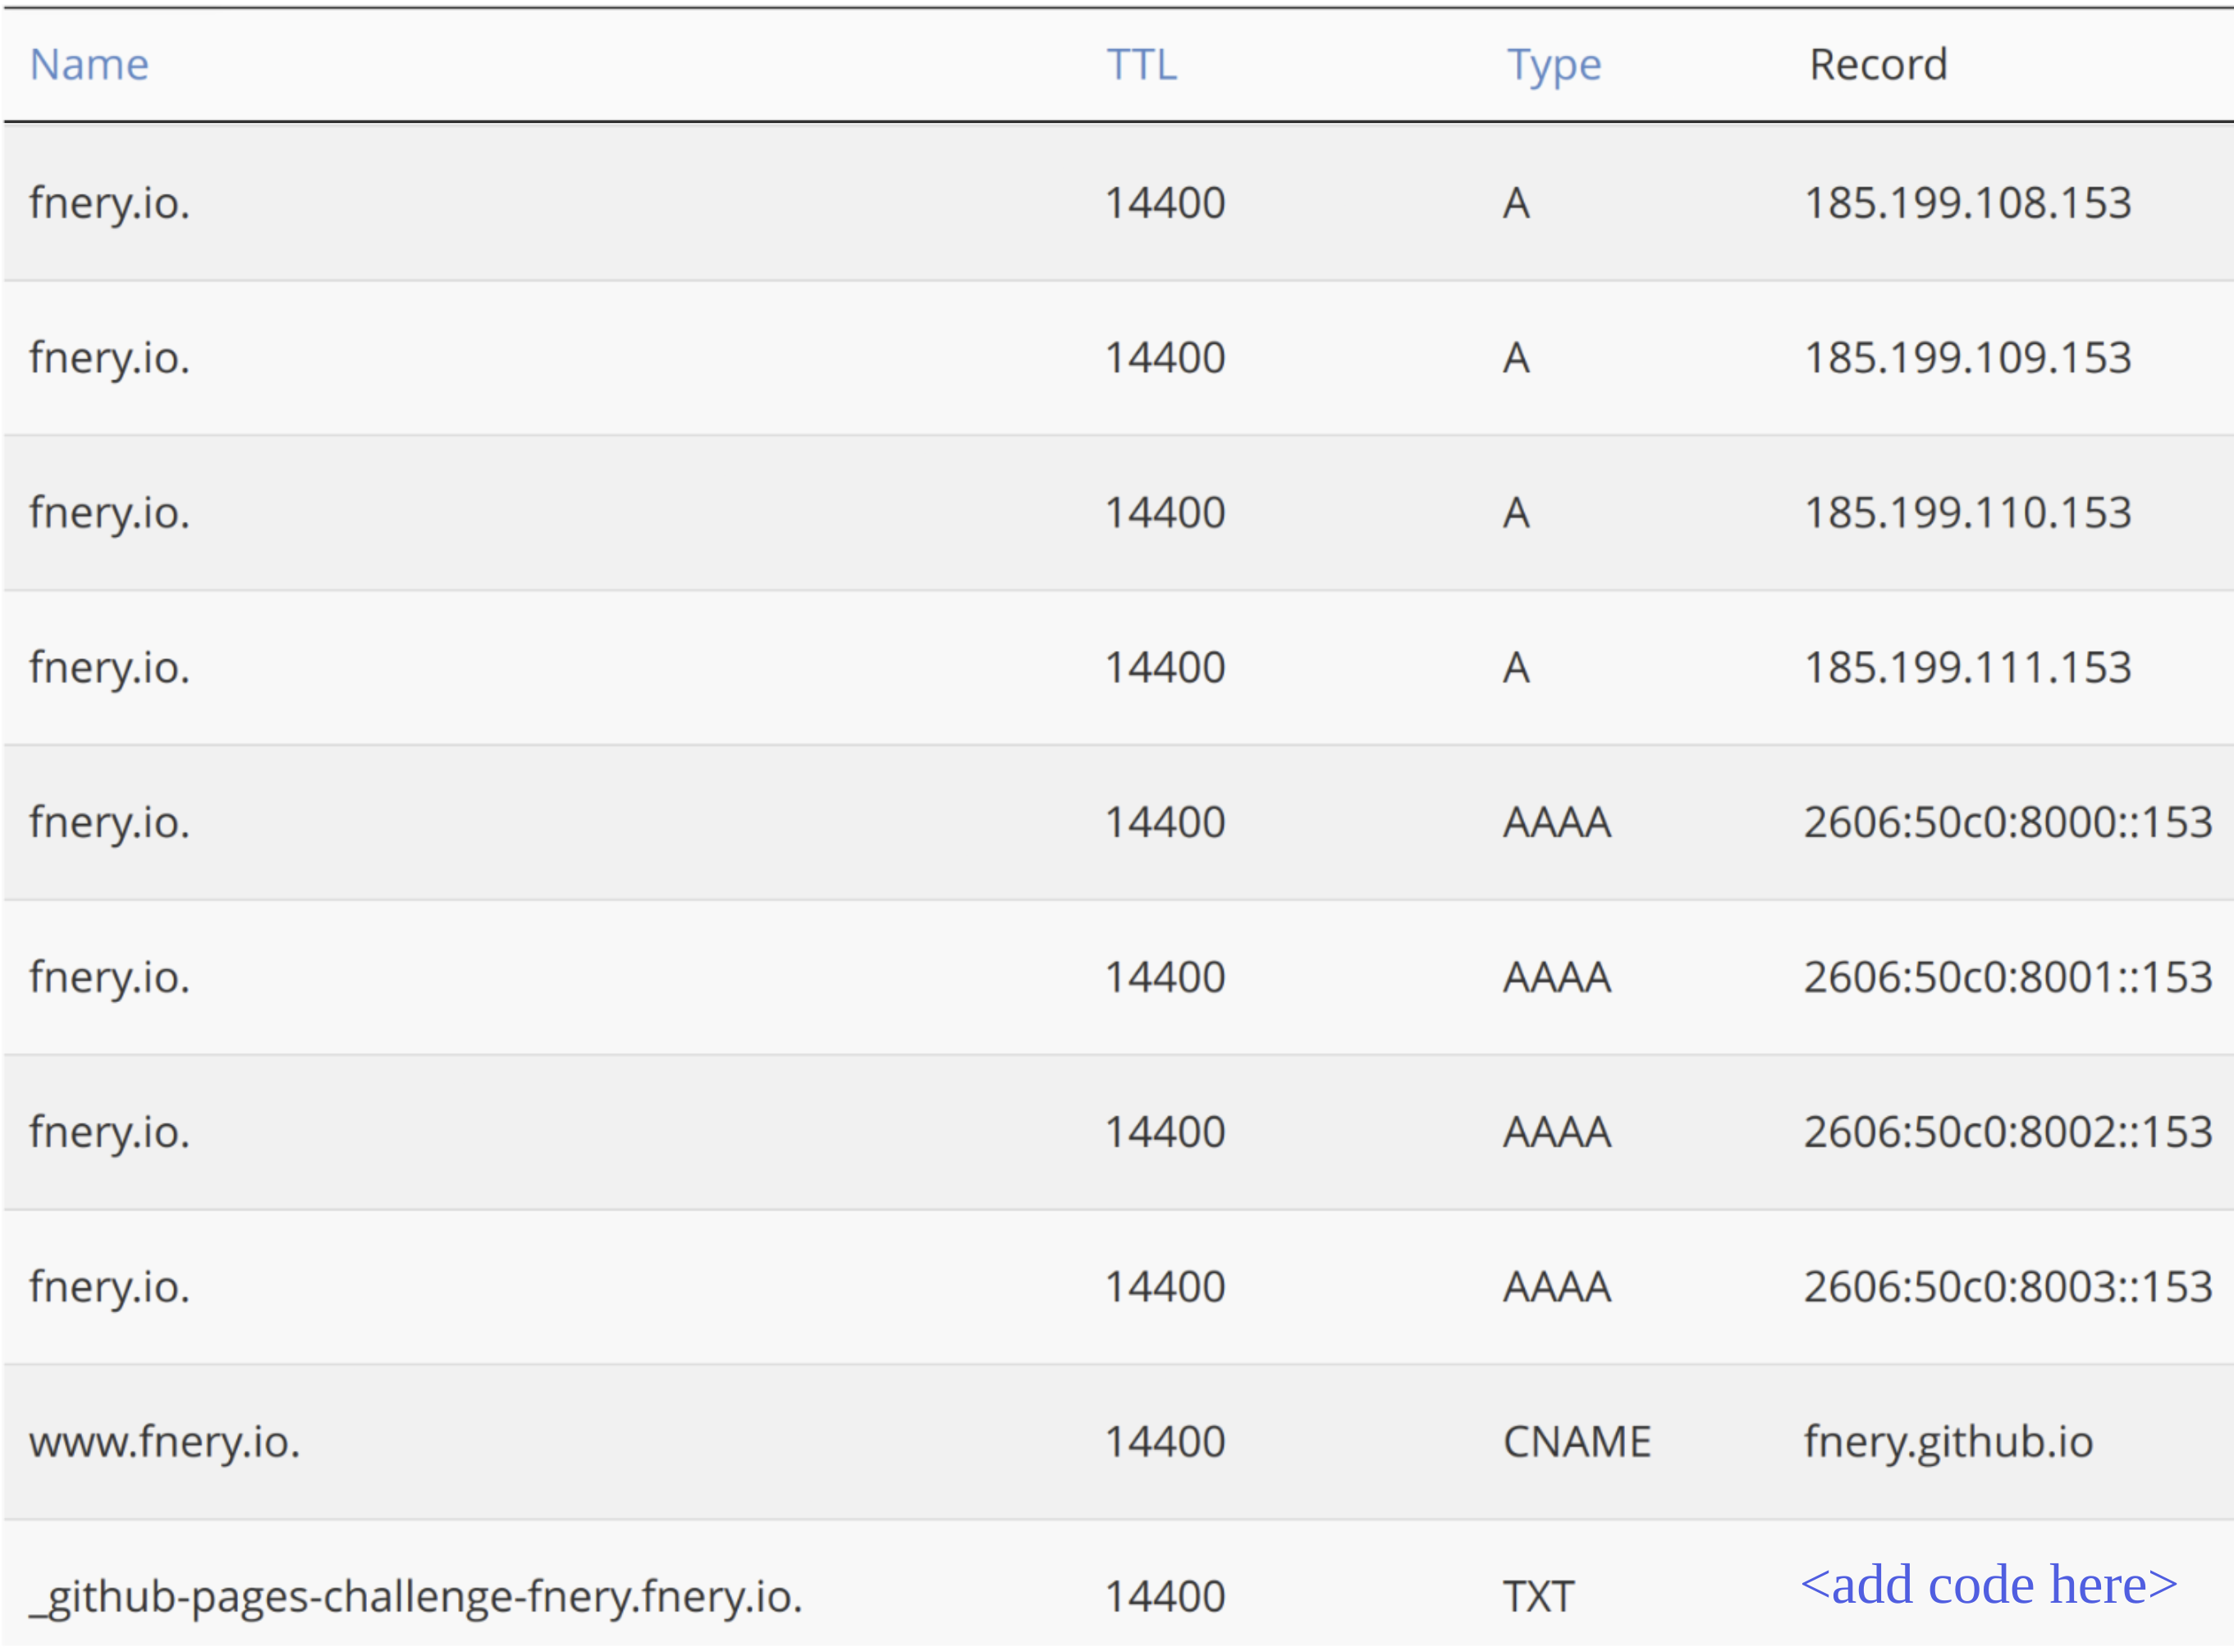 Name TTL Type Record
fnery.io. 14400 A 185.199.108.153
fnery.io. 14400 A 185.199.109.153
fnery.io. 14400 A 185.199.110.153
fnery.io. 14400 A 185.199.111.153
fnery.io. 14400 AAAA 2606:50c0:8000::153
fnery.io. 14400 AAAA 2606:50c0:8001::153
fnery.io. 14400 AAAA 2606:50c0:8002::153
fnery.io. 14400 AAAA 2606:50c0:8003::153
www.fnery.io. 14400 CNAME fnery.github.io
_github-pages-challenge-fnery.fnery.io. 14400 TXT <add code here>